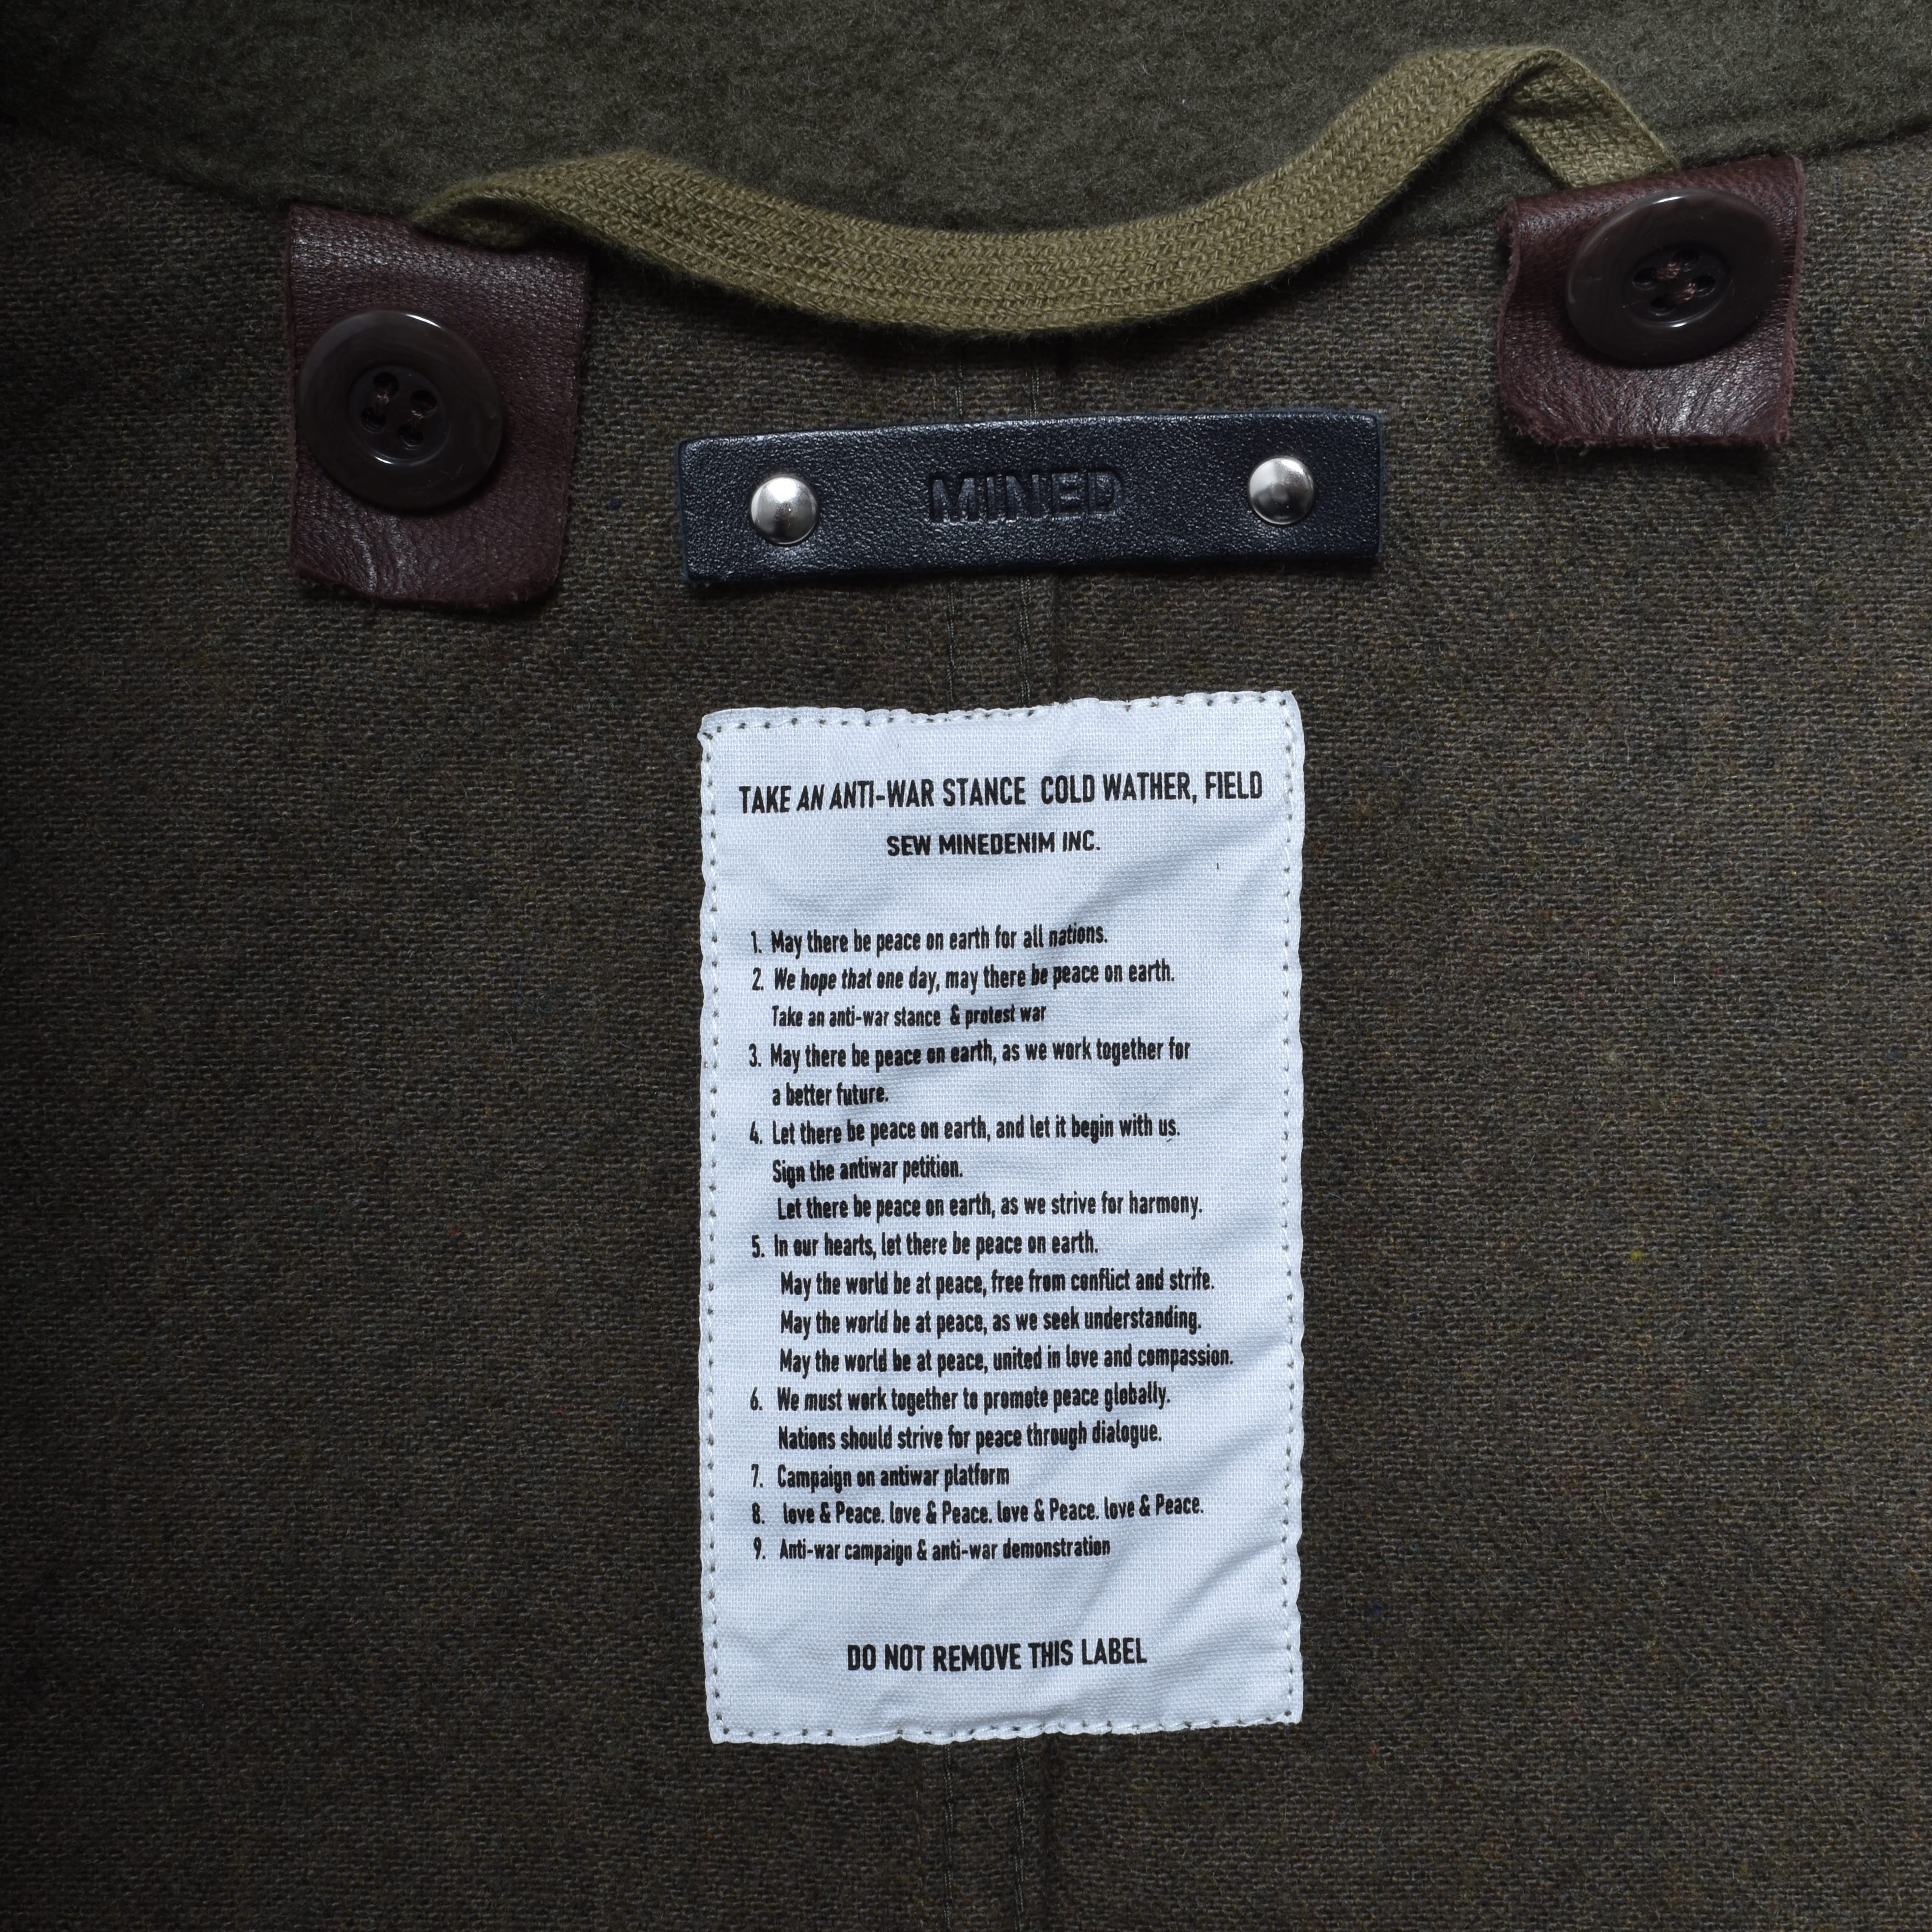 MINED
TAKE AN ANTI-WAR STANCE COLD WATHER, FIELD
SEW MINEDENIM INC.
1. May there be peace on earth for all nations.
2. We hope that one day, may there be peace on earth.
Take an anti-war stance & protest war
3. May there be peace on earth, as we work together for
a better future.
4. Let there be peace on earth, and let it begin with us.
Sign the antiwar petition.
Let there be peace on earth, as we strive for harmony.
5. In our hearts, let there be peace on earth.
May the world be at peace, free from conflict and strife.
May the world be at peace, as we seek understanding.
May the world be at peace, united in love and compassion.
6. We must work together to promote peace globally.
Nations should strive for peace through dialogue.
7. Campaign on antiwar platform
8. love & Peace. love & Peace. love & Peace. love & Peace.
9. Anti-war campaign & anti-war demonstration
DO NOT REMOVE THIS LABEL